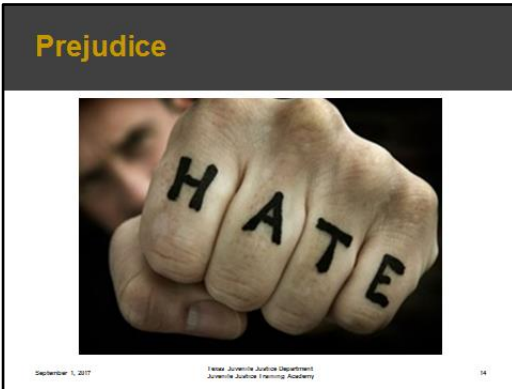 Prejudice
HATE
September 1, 2017
Texas Juvenile Justice Department
Juvenile Justice Training Academy
14